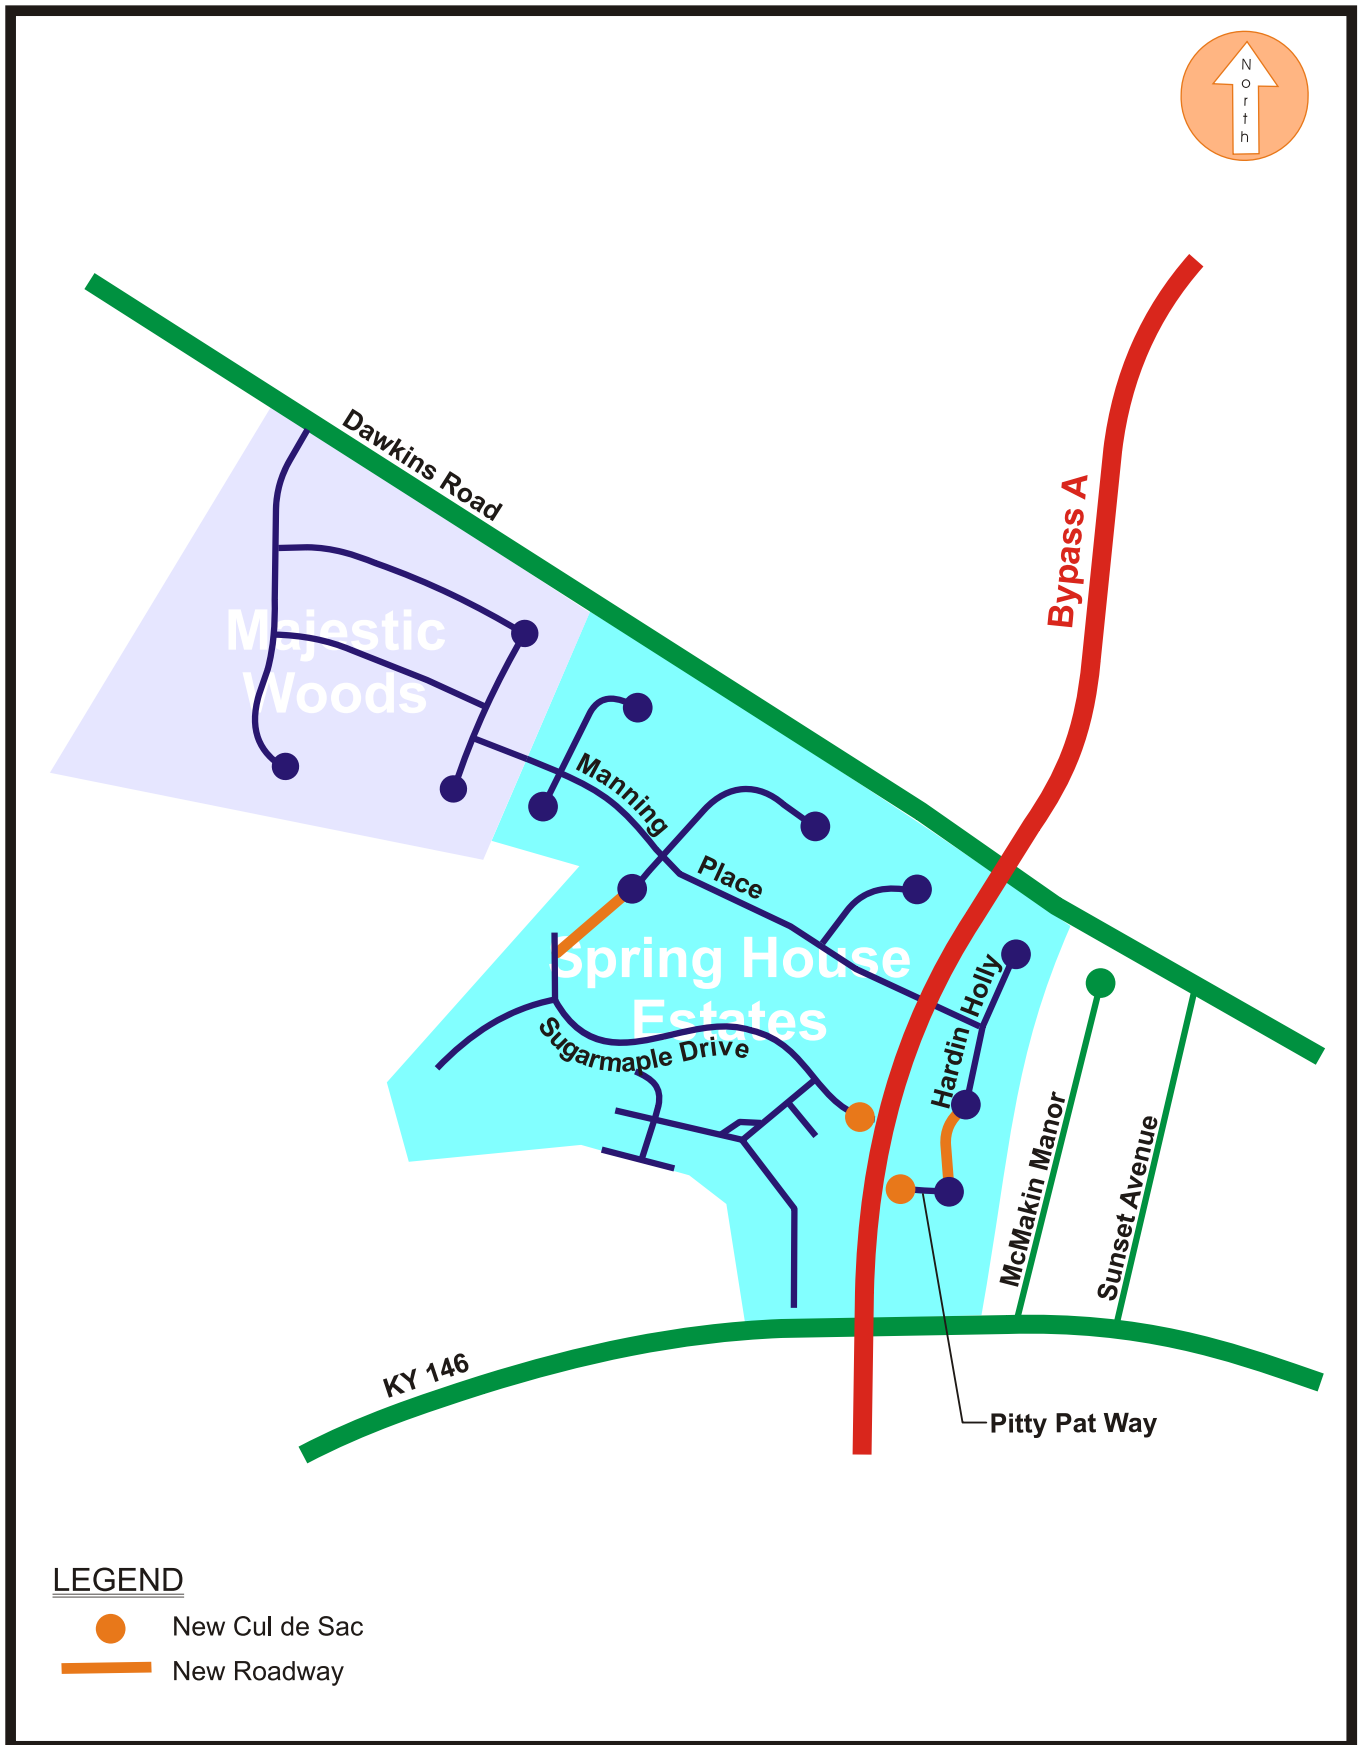 North
Dawkins Road
Bypass A
Majestic
Woods
Manning
Place
Spring House
Estates
Sugarmaple Drive
Hardin Holly
McMakin Manor
Sunset Avenue
KY 146
Pitty Pat Way
LEGEND
New Cul de Sac
New Roadway